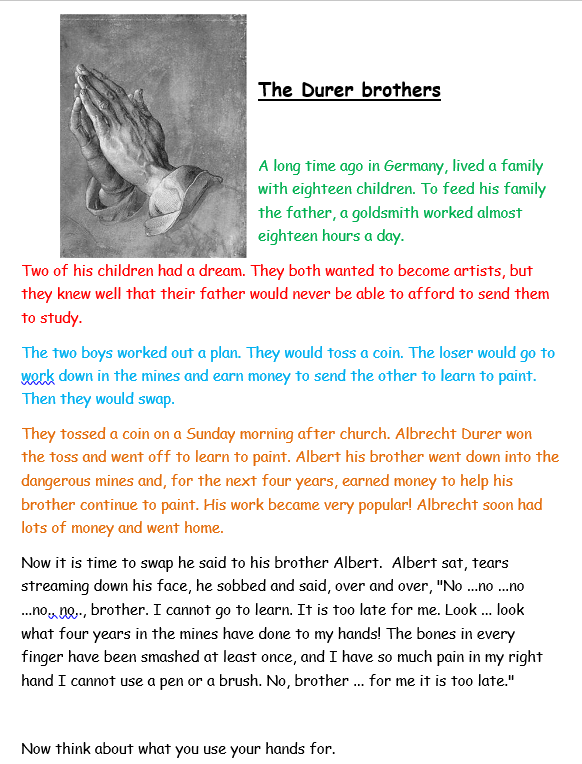 The Durer brothers
A long time ago in Germany, lived a family
with eighteen children. To feed his family
the father, a goldsmith worked almost
eighteen hours a day.
Two of his children had a dream. They both wanted to become artists, but
they knew well that their father would never be able to afford to send them
to study.
The two boys worked out a plan. They would toss a coin. The loser would go to
work down in the mines and earn money to send the other to learn to paint.
Then they would swap.
They tossed a coin on a Sunday morning after church. Albrecht Durer won
the toss and went off to learn to paint. Albert his brother went down into the
dangerous mines and, for the next four years, earned money to help his
brother continue to paint. His work became very popular! Albrecht soon had
lots of money and went home.
Now it is time to swap he said to his brother Albert.  Albert sat, tears
streaming down his face, he sobbed and said, over and over, "No ...no ...no
...no,, no.., brother. I cannot go to learn. It is too late for me. Look ... look
what four years in the mines have done to my hands! The bones in every
finger have been smashed at least once, and I have so much pain in my right
hand I cannot use a pen or a brush. No, brother ... for me it is too late."
Now think about what you use your hands for.